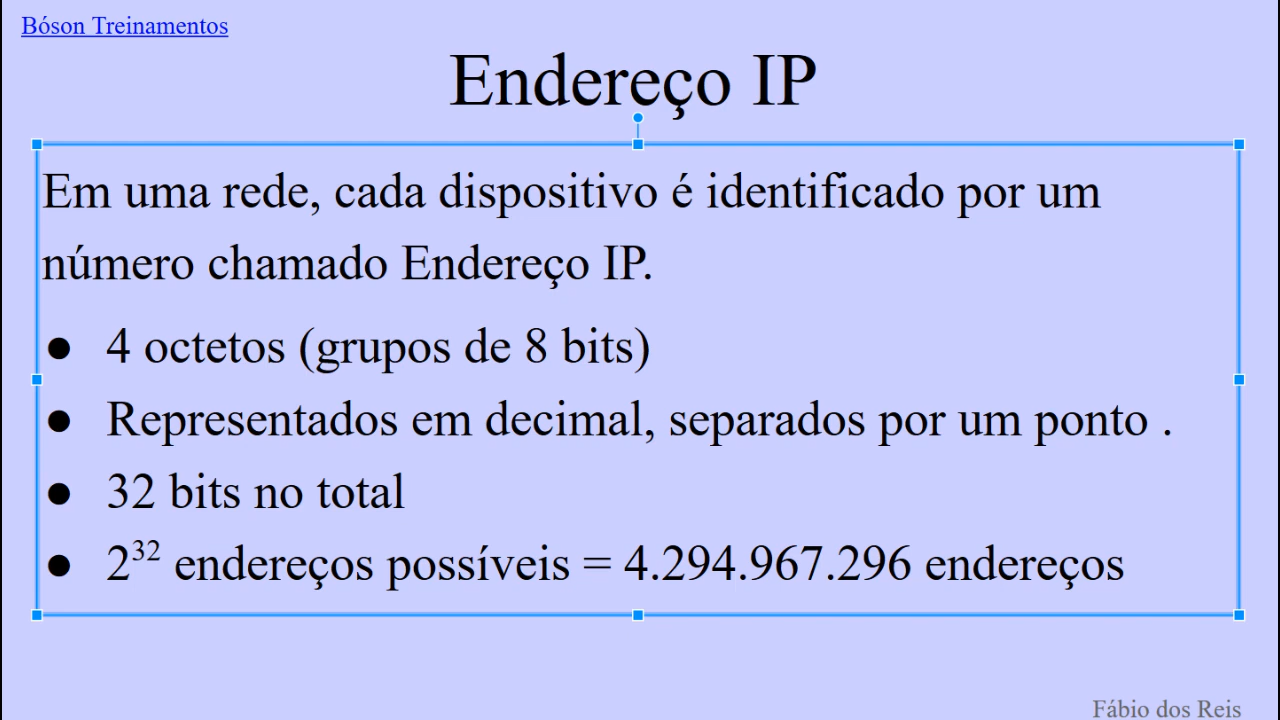 Bóson Treinamentos
Endereço IP
Em uma rede, cada dispositivo é identificado por um
número chamado Endereço IP.
● 4 octetos (grupos de 8 bits)
● Representados em decimal, separados por um ponto .
● 32 bits no total
● 2³² endereços possíveis = 4.294.967.296 endereços
Fábio dos Reis